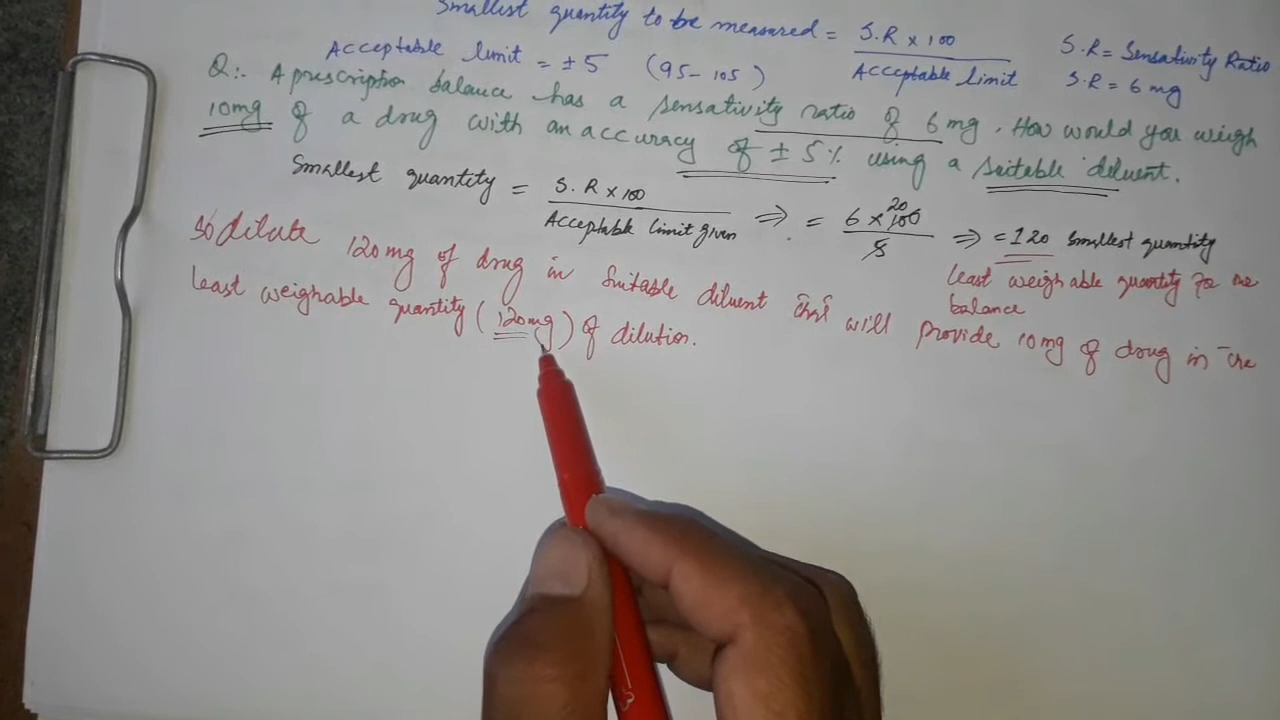 Smallest quantity to be measured = S.R x 100 / Acceptable limit
S.R = Sensativity Ratio
Acceptable limit = ± 5 (95 - 105)
S.R = 6 mg
Q:- A prescription balance has a sensativity ratio of 6 mg. How would you weigh
10mg of a drug with an accuracy of ± 5% using a suitable diluent.
Smallest quantity = S.R x 100 / Acceptable limit given => = 6 x 100 / 5 20 => = 120 Smallest quantity
Least weighable quantity for the
balance
So dilute 120mg of drug in suitable diluent that will provide 10mg of drug in the
least weighable quantity (120mg) of dilution.